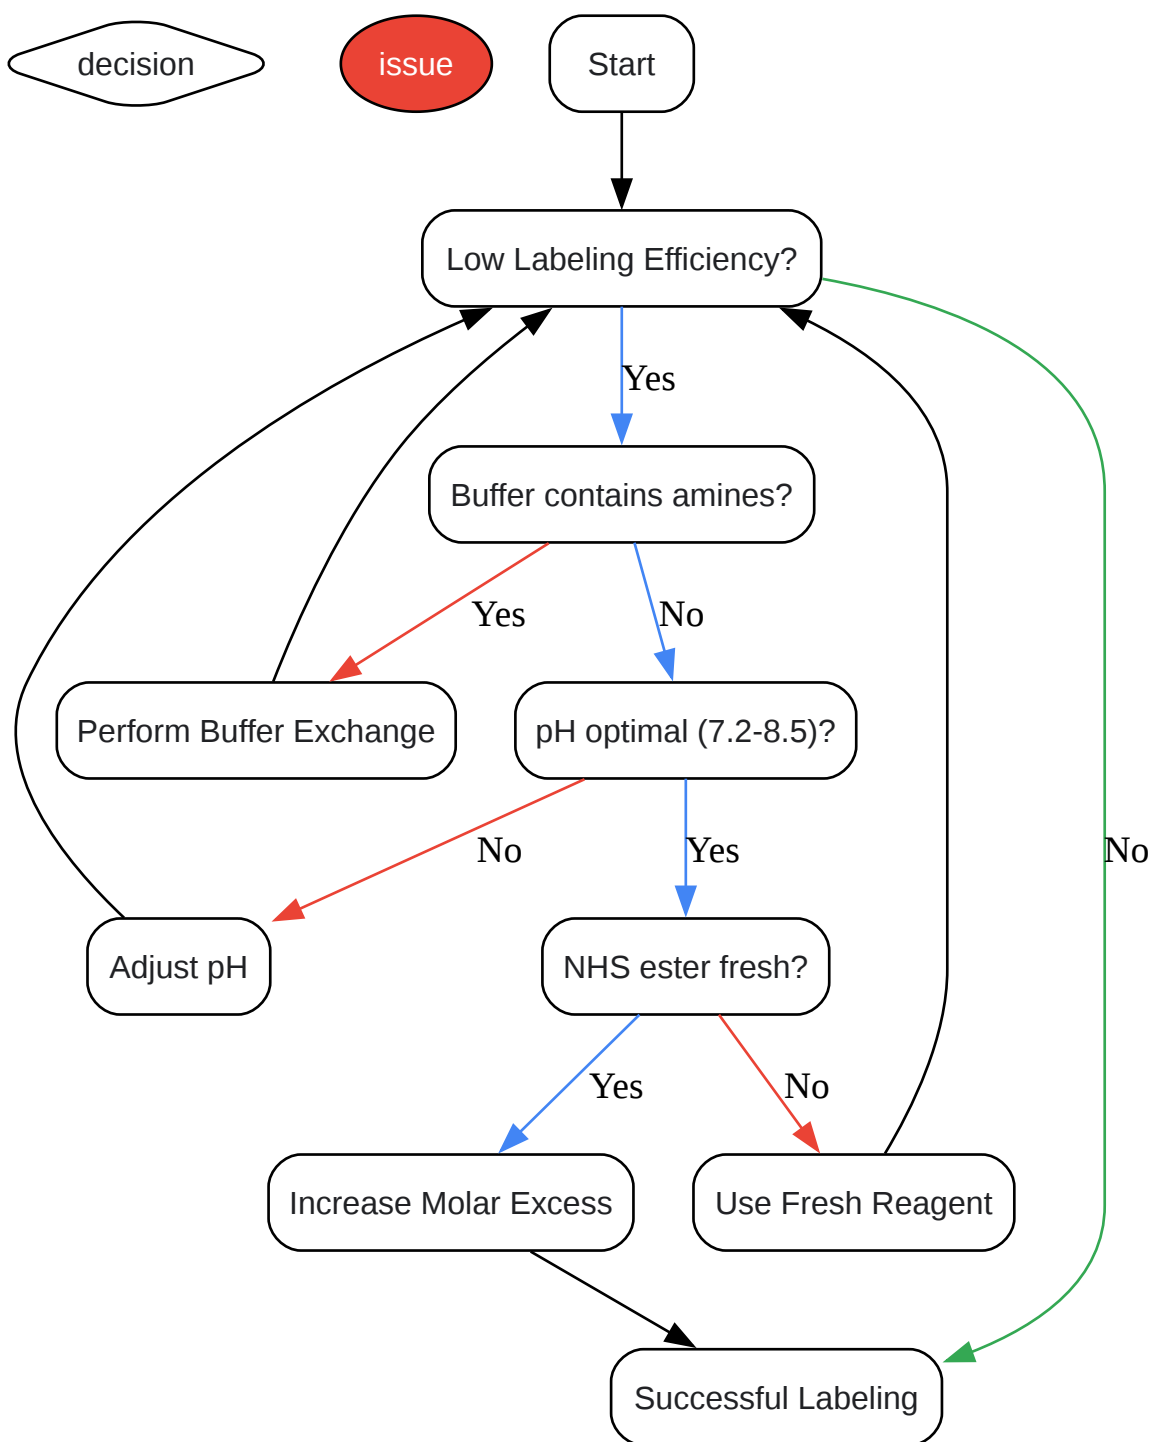 decision
issue
Start
Low Labeling Efficiency?
Yes
Buffer contains amines?
Yes
No
Perform Buffer Exchange
pH optimal (7.2-8.5)?
No
Yes
No
Adjust pH
NHS ester fresh?
Yes
No
Increase Molar Excess
Use Fresh Reagent
Successful Labeling